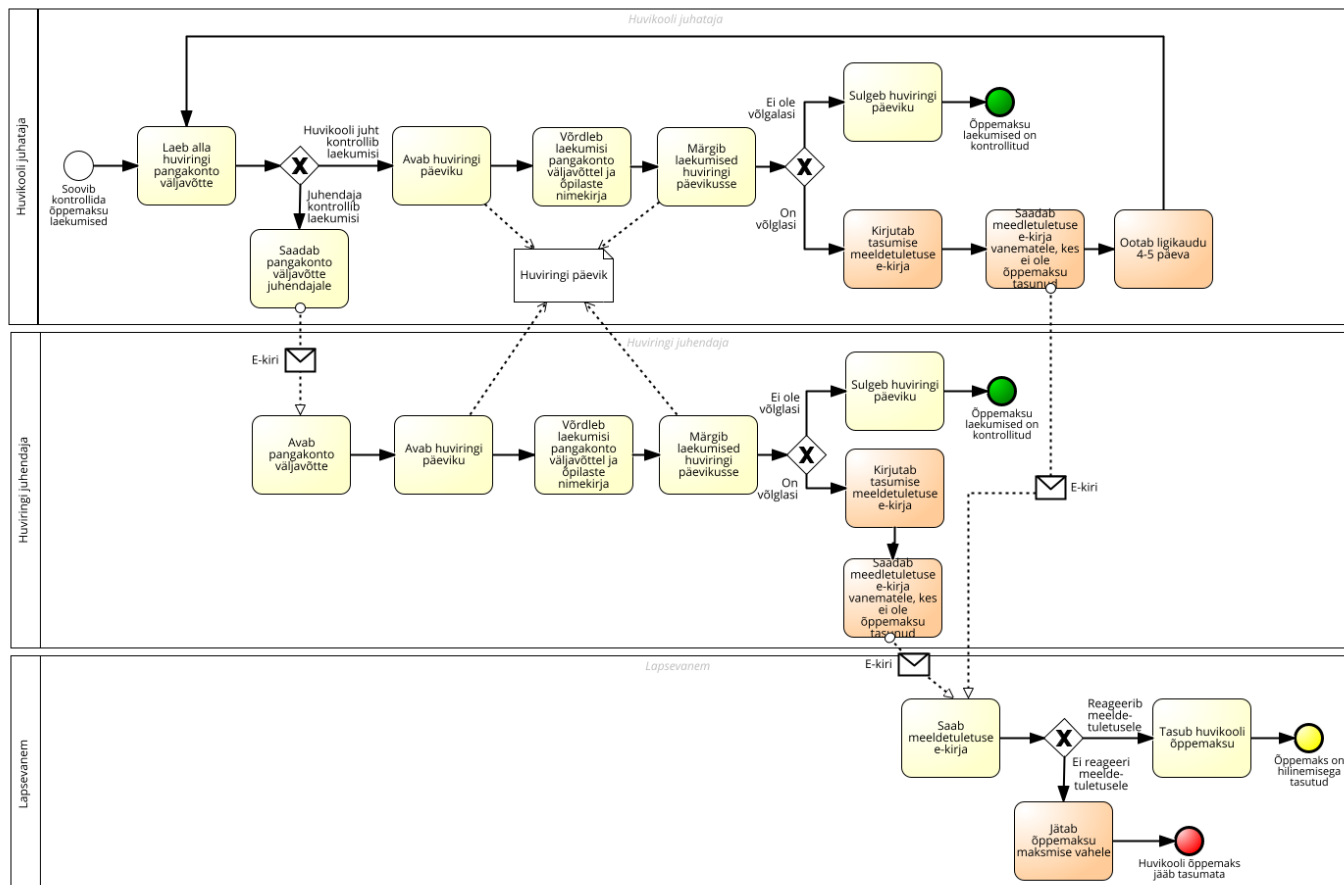 Huvikooli juhataja
Huvikooli juhataja
Soovib
kontrollida
õppemaksu
laekumised
Laeb alla
huviringi
pangakonto
väljavõtte
Huvikooli juht
kontrollib
laekumisi
Juhendaja
kontrollib
laekumisi
Saadab
pangakonto
väljavõtte
juhendajale
Avab huviringi
päeviku
Võrdleb
laekumisi
pangakonto
väljavõttel ja
õpilaste
nimekirja
Märgib
laekumised
huviringi
päevikusse
Huviringi päevik
Ei ole
võlgalasi
Sulgeb huviringi
päeviku
Õppemaksu
laekumised on
kontrollitud
On
võlglasi
Kirjutab
tasumise
meeldetuletuse
e-kirja
Saadab
meedletuletuse
e-kirja
vanematele, kes
ei ole
õppemaksu
tasunud
Ootab ligikaudu
4-5 päeva
Huviringi juhendaja
Huviringi juhendaja
E-kiri
Avab
pangakonto
väljavõtte
Avab huviringi
päeviku
Võrdleb
laekumisi
pangakonto
väljavõttel ja
õpilaste
nimekirja
Märgib
laekumised
huviringi
päevikusse
Ei ole
võlglasi
Sulgeb huviringi
päeviku
Õppemaksu
laekumised on
kontrollitud
On
võlglasi
Kirjutab
tasumise
meeldetuletuse
e-kirja
Saadab
meedletuletuse
e-kirja
vanematele, kes
ei ole
õppemaksu
tasunud
E-kiri
Lapsevanem
Lapsevanem
E-kiri
Saab
meeldetuletuse
e-kirja
Reageerib
meelde-
tuletusele
Ei reageeri
meelde-
tuletusele
Tasub huvikooli
õppemaksu
Õppemaks on
hilinemisega
tasutud
Jätab
õppemaksu
maksmise vahele
Huvikooli õppemaks
jääb tasumata